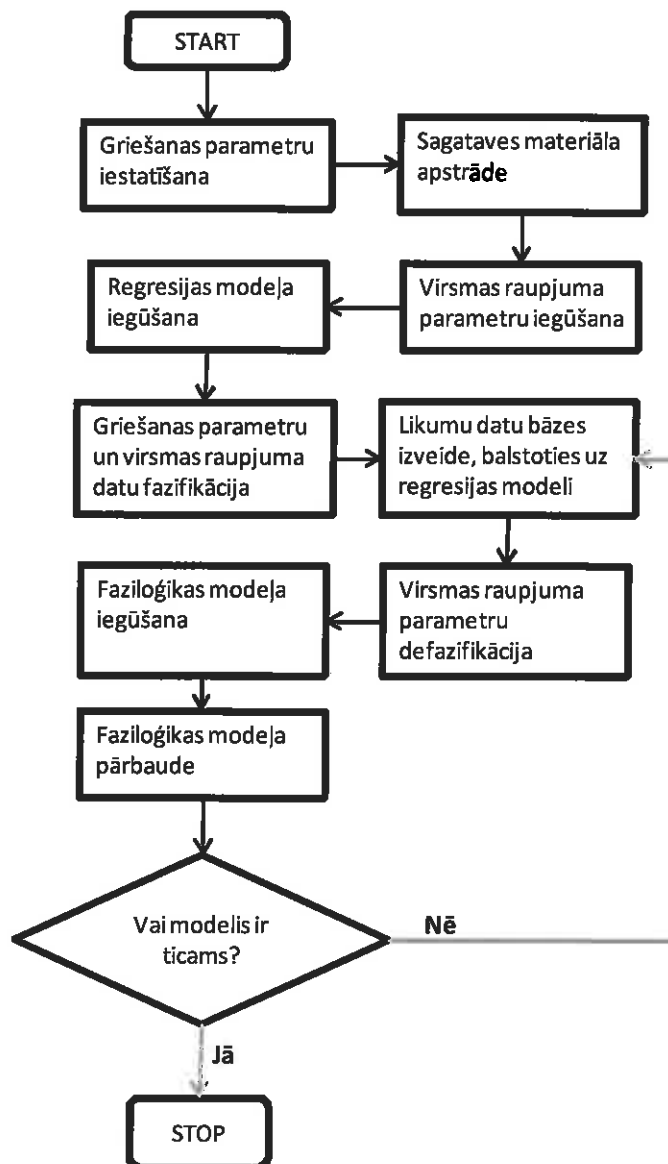 START
Griešanas parametru
iestatīšana
Sagataves materiāla
apstrāde
Virsmas raupjuma
parametru iegūšana
Regresijas modeļa
iegūšana
Griešanas parametru
un virsmas raupjuma
datu fazifikācija
Likumu datu bāzes
izveide, balstoties uz
regresijas modeli
Virsmas raupjuma
parametru
defazifikācija
Faziloģikas modeļa
iegūšana
Faziloģikas modeļa
pārbaude
Vai modelis ir
ticams?
Nē
Jā
STOP